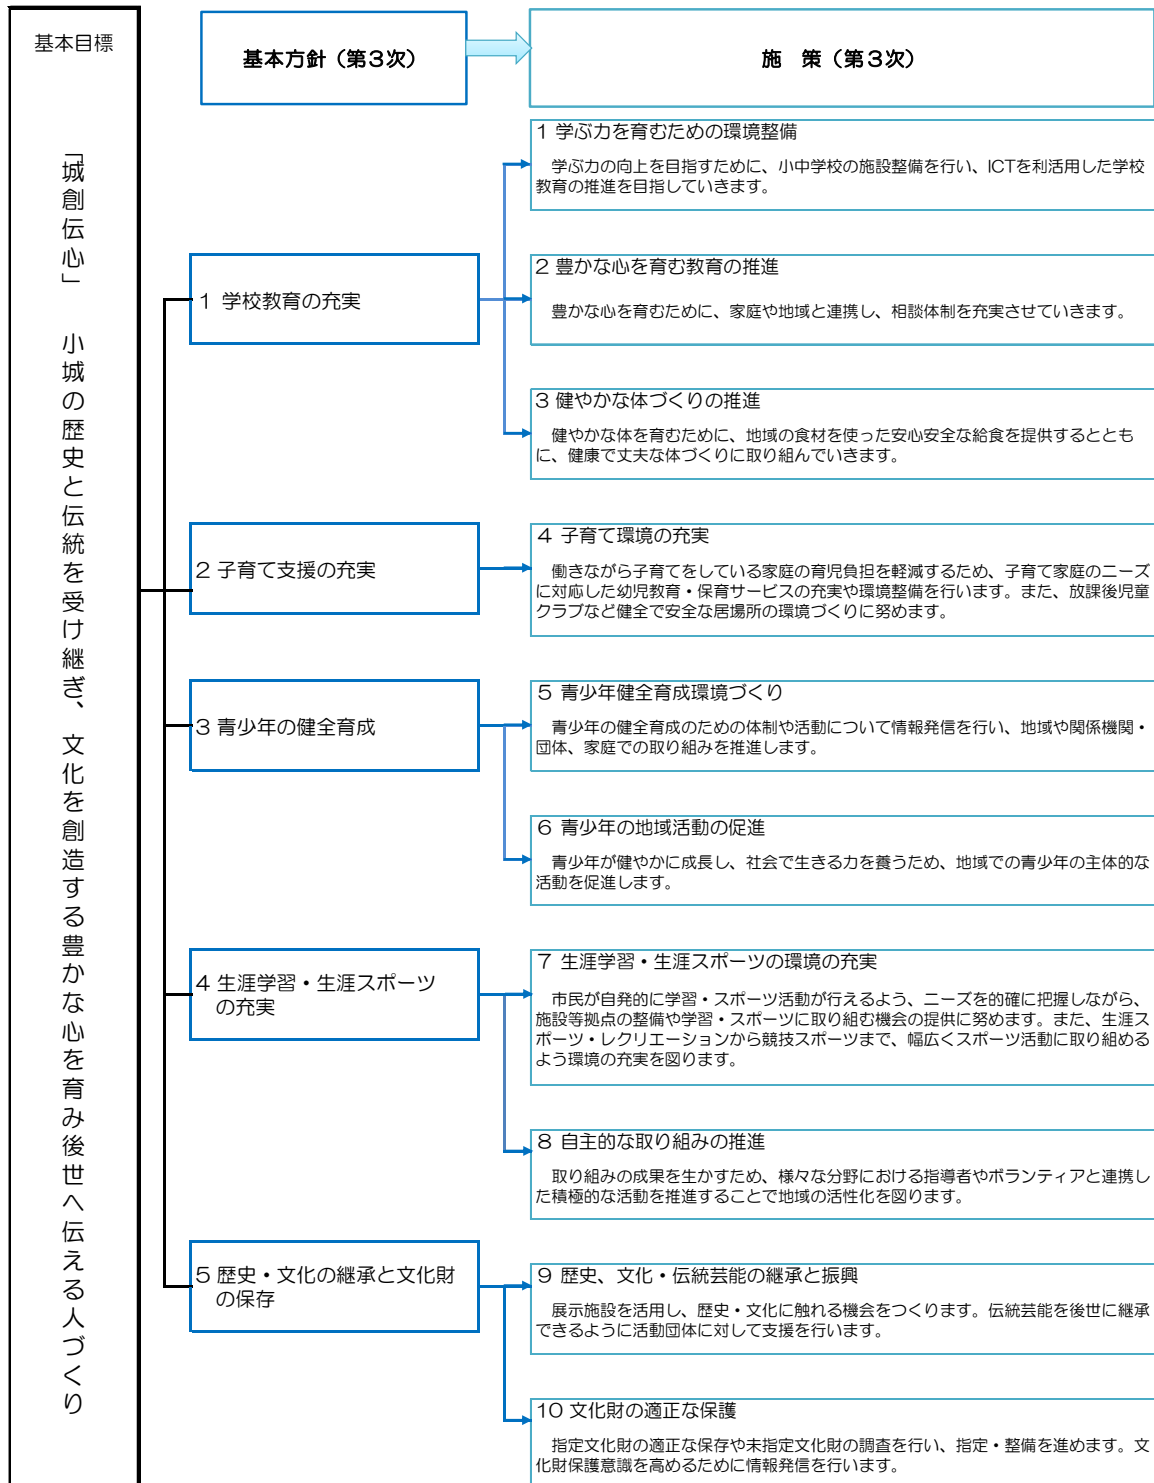 基本目標
「城創伝心」 小城の歴史と伝統を受け継ぎ、文化を創造する豊かな心を育み後世へ伝える人づくり
基本方針（第3次）
施 策（第3次）
1 学校教育の充実
1 学ぶ力を育むための環境整備
学ぶ力の向上を目指すために、小中学校の施設整備を行い、ICTを利活用した学校
教育の推進を目指していきます。
2 豊かな心を育む教育の推進
豊かな心を育むために、家庭や地域と連携し、相談体制を充実させていきます。
3 健やかな体づくりの推進
健やかな体を育むために、地域の食材を使った安心安全な給食を提供するととも
に、健康で丈夫な体づくりに取り組んでいきます。
2 子育て支援の充実
4 子育て環境の充実
働きながら子育てをしている家庭の育児負担を軽減するため、子育て家庭のニーズ
に対応した幼児教育・保育サービスの充実や環境整備を行います。また、放課後児童
クラブなど健全で安全な居場所の環境づくりに努めます。
3 青少年の健全育成
5 青少年健全育成環境づくり
青少年の健全育成のための体制や活動について情報発信を行い、地域や関係機関・
団体、家庭での取り組みを推進します。
6 青少年の地域活動の促進
青少年が健やかに成長し、社会で生きる力を養うため、地域での青少年の主体的な
活動を促進します。
4 生涯学習・生涯スポーツ
の充実
7 生涯学習・生涯スポーツの環境の充実
市民が自発的に学習・スポーツ活動が行えるよう、ニーズを的確に把握しながら、
施設等拠点の整備や学習・スポーツに取り組む機会の提供に努めます。また、生涯ス
ポーツ・レクリエーションから競技スポーツまで、幅広くスポーツ活動に取り組める
よう環境の充実を図ります。
8 自主的な取り組みの推進
取り組みの成果を生かすため、様々な分野における指導者やボランティアと連携し
た積極的な活動を推進することで地域の活性化を図ります。
5 歴史・文化の継承と文化財
の保存
9 歴史、文化・伝統芸能の継承と振興
展示施設を活用し、歴史・文化に触れる機会をつくります。伝統芸能を後世に継承
できるように活動団体に対して支援を行います。
10 文化財の適正な保護
指定文化財の適正な保存や未指定文化財の調査を行い、指定・整備を進めます。文
化財保護意識を高めるために情報発信を行います。